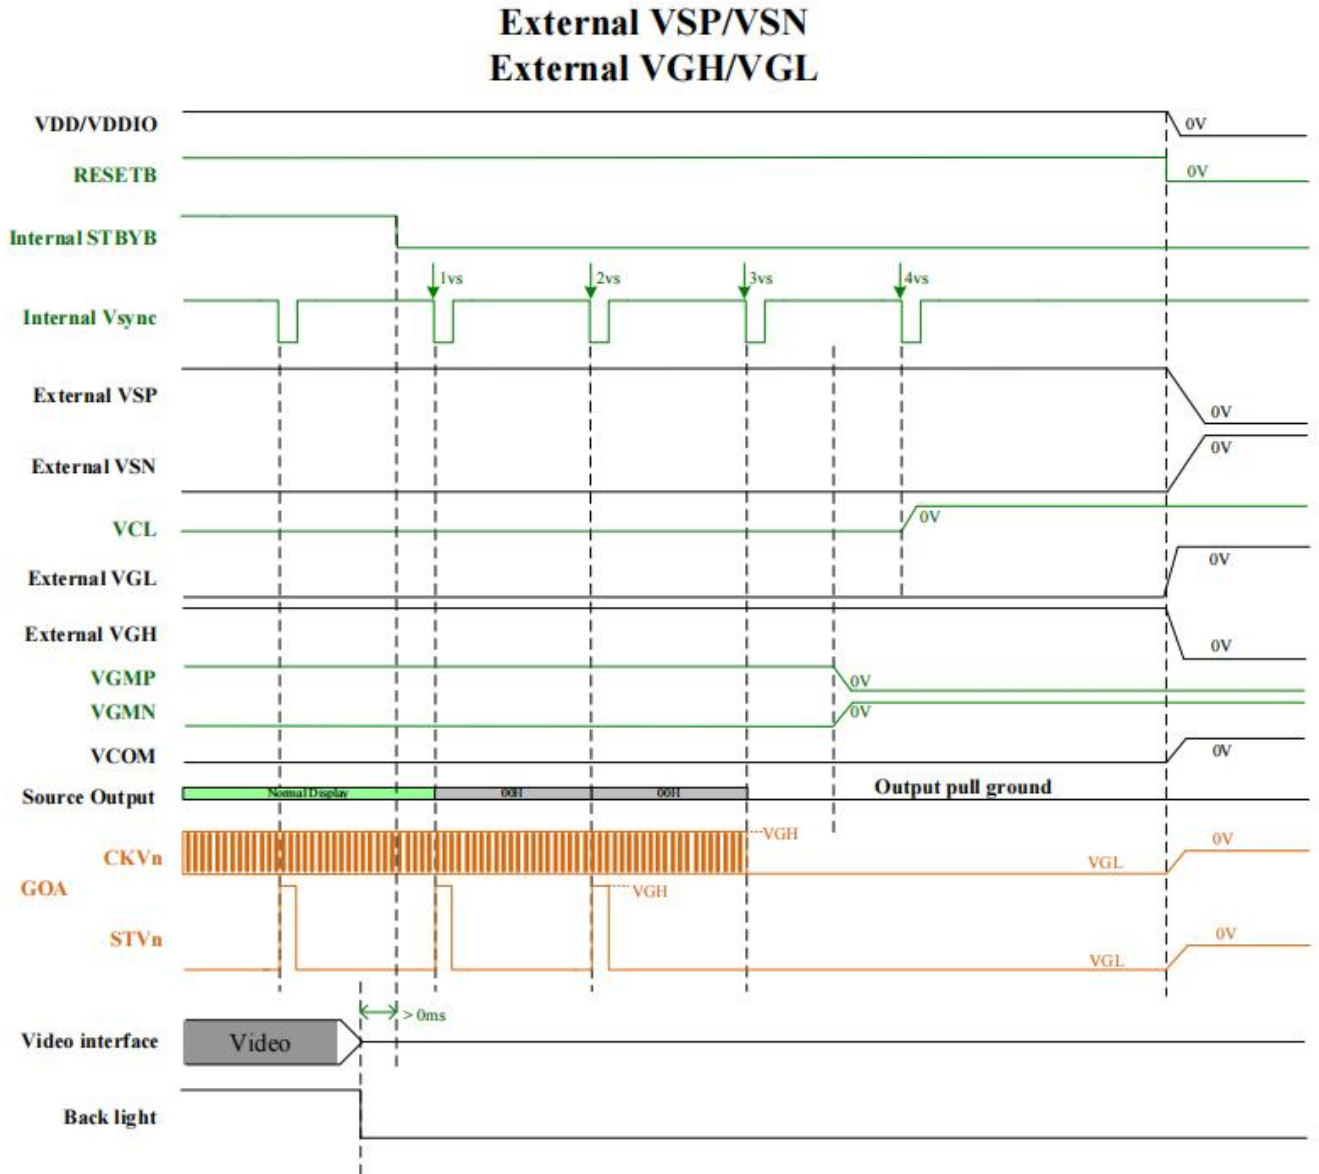 External VSP/VSN
External VGH/VGL
VDD/VDDIO
0V
RESETB
0V
Internal STBYB
1vs
2vs
3vs
4vs
Internal Vsync
External VSP
0V
External VSN
0V
VCL
0V
External VGL
0V
External VGH
0V
VGMP
0V
VGMN
0V
VCOM
0V
Source Output
Normal Display
00H
00H
Output pull ground
CKVn
VGH
VGL
0V
GOA
VGH
STVn
VGL
0V
> 0ms
Video interface
Video
Back light